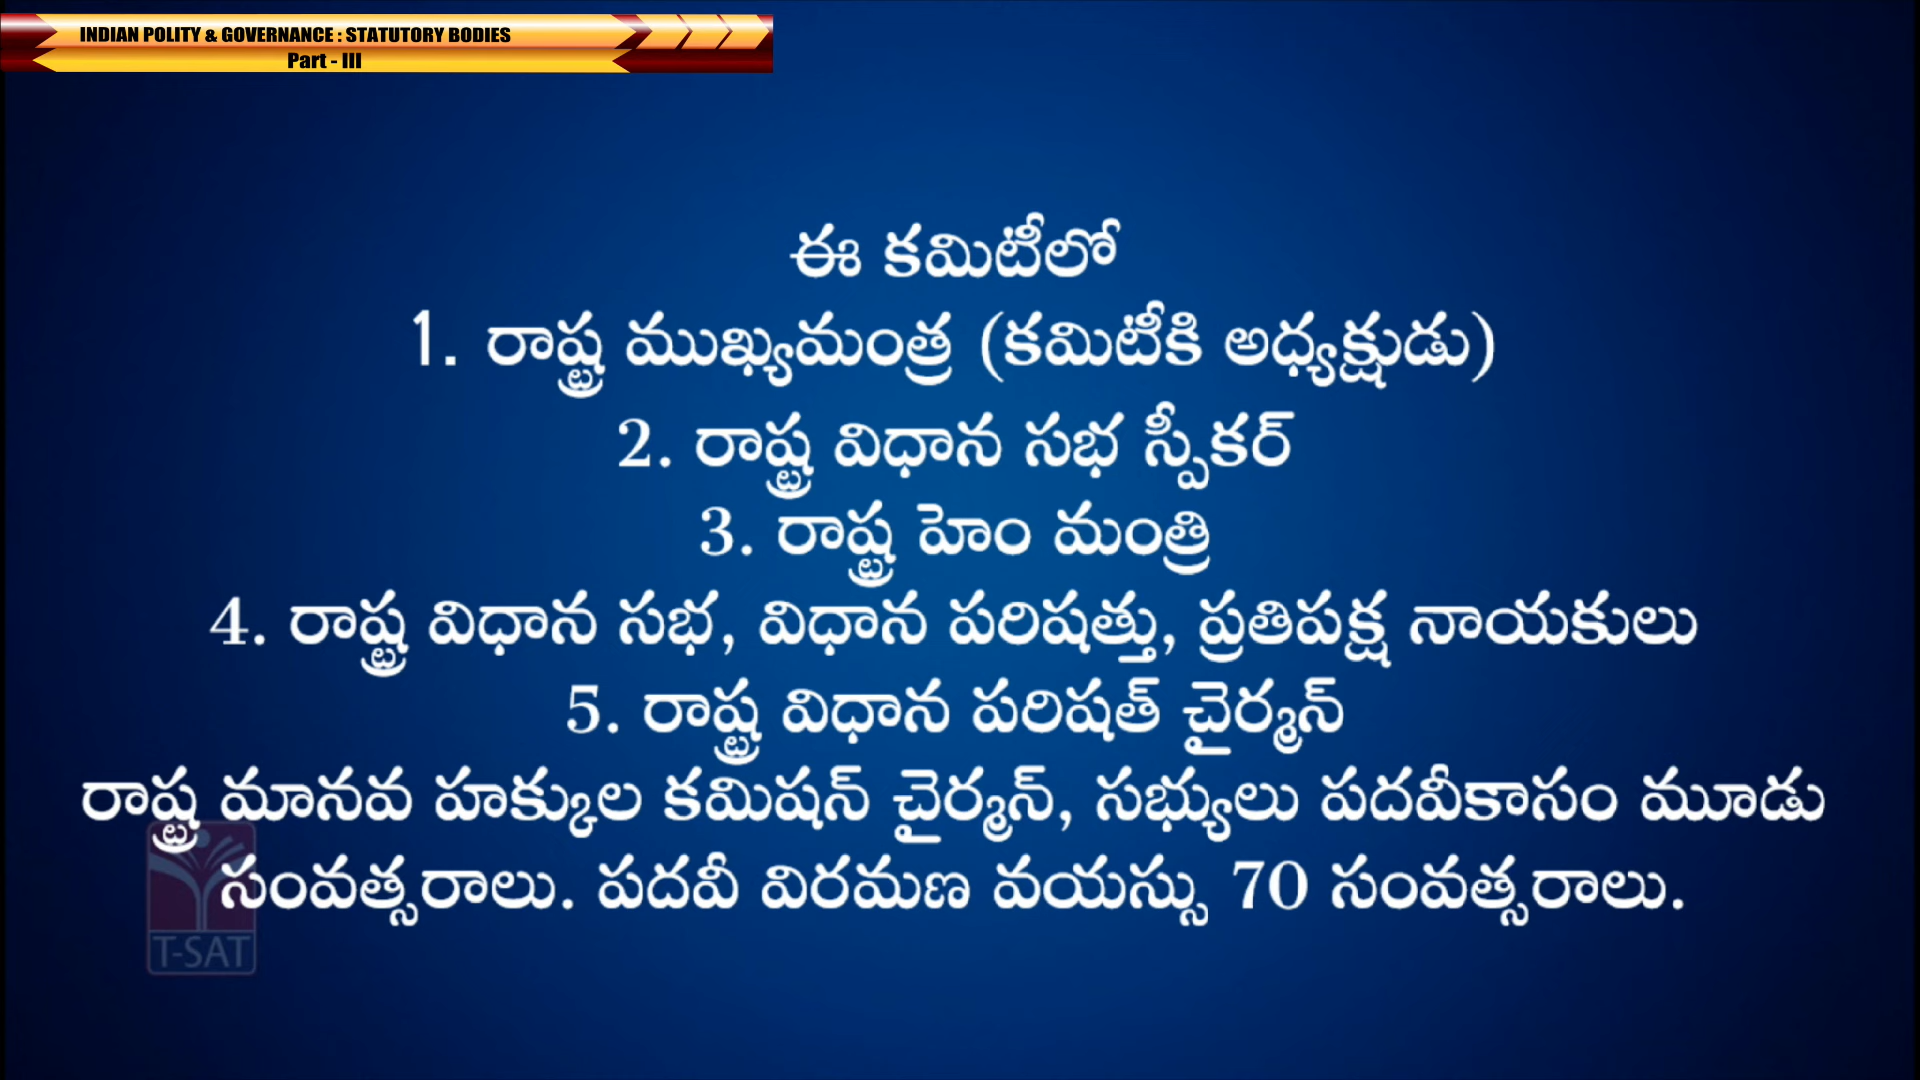 INDIAN POLITY & GOVERNANCE : STATUTORY BODIES
Part - III
ఈ కమిటీలో
1. రాష్ట్ర ముఖ్యమంత్ర (కమిటీకి అధ్యక్షుడు)
2. రాష్ట్ర విధాన సభ స్పీకర్
3. రాష్ట్ర హెం మంత్రి
4. రాష్ట్ర విధాన సభ, విధాన పరిషత్తు, ప్రతిపక్ష నాయకులు
5. రాష్ట్ర విధాన పరిషత్ చైర్మన్
రాష్ట్ర మానవ హక్కుల కమిషన్ చైర్మన్, సభ్యులు పదవీకాసం మూడు
సంవత్సరాలు. పదవీ విరమణ వయస్సు 70 సంవత్సరాలు.
T-SAT